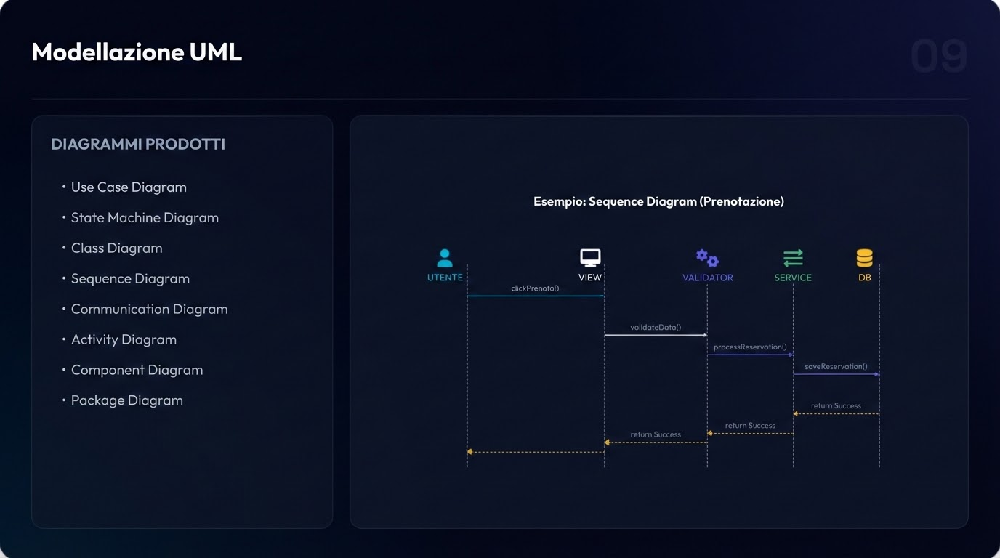 Modellazione UML
09
DIAGRAMMI PRODOTTI
• Use Case Diagram
• State Machine Diagram
• Class Diagram
• Sequence Diagram
• Communication Diagram
• Activity Diagram
• Component Diagram
• Package Diagram
Esempio: Sequence Diagram (Prenotazione)
UTENTE
VIEW
VALIDATOR
SERVICE
DB
clickPrenota()
validateData()
processReservation()
saveReservation()
return Success
return Success
return Success